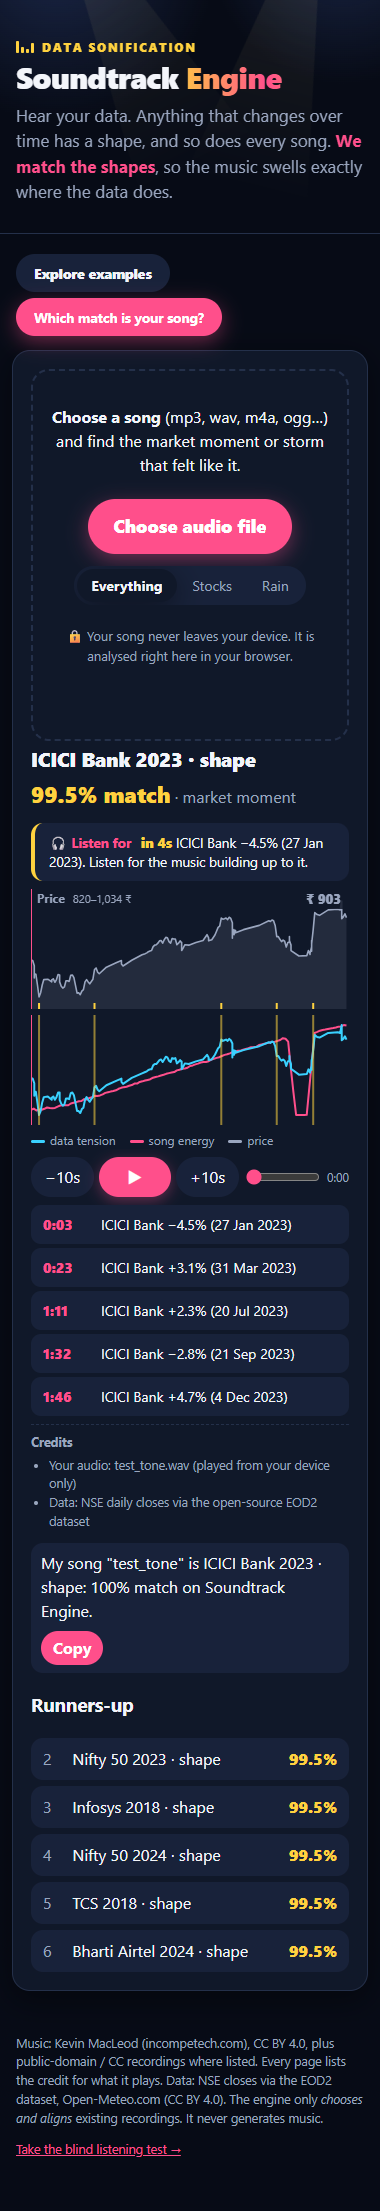 DATA SONIFICATION
Soundtrack Engine
Hear your data. Anything that changes over
time has a shape, and so does every song. We
match the shapes, so the music swells exactly
where the data does.
Explore examples
Which match is your song?
Choose a song (mp3, wav, m4a, ogg...)
and find the market moment or storm
that felt like it.
Choose audio file
Everything Stocks Rain
🔒 Your song never leaves your device. It is
analysed right here in your browser.
ICICI Bank 2023 · shape
99.5% match · market moment
🎧 Listen for in 4s ICICI Bank −4.5% (27 Jan
2023). Listen for the music building up to it.
Price 820–1,034 ₹ ₹ 903
data tension song energy price
−10s ▶ +10s 0:00
0:03 ICICI Bank −4.5% (27 Jan 2023)
0:23 ICICI Bank +3.1% (31 Mar 2023)
1:11 ICICI Bank +2.3% (20 Jul 2023)
1:32 ICICI Bank −2.8% (21 Sep 2023)
1:46 ICICI Bank +4.7% (4 Dec 2023)
Credits
• Your audio: test_tone.wav (played from your device
only)
• Data: NSE daily closes via the open-source EOD2
dataset
My song "test_tone" is ICICI Bank 2023 ·
shape: 100% match on Soundtrack
Engine.
Copy
Runners-up
2 Nifty 50 2023 · shape 99.5%
3 Infosys 2018 · shape 99.5%
4 Nifty 50 2024 · shape 99.5%
5 TCS 2018 · shape 99.5%
6 Bharti Airtel 2024 · shape 99.5%
Music: Kevin MacLeod (incompetech.com), CC BY 4.0, plus
public-domain / CC recordings where listed. Every page lists
the credit for what it plays. Data: NSE closes via the EOD2
dataset, Open-Meteo.com (CC BY 4.0). The engine only chooses
and aligns existing recordings. It never generates music.
Take the blind listening test →